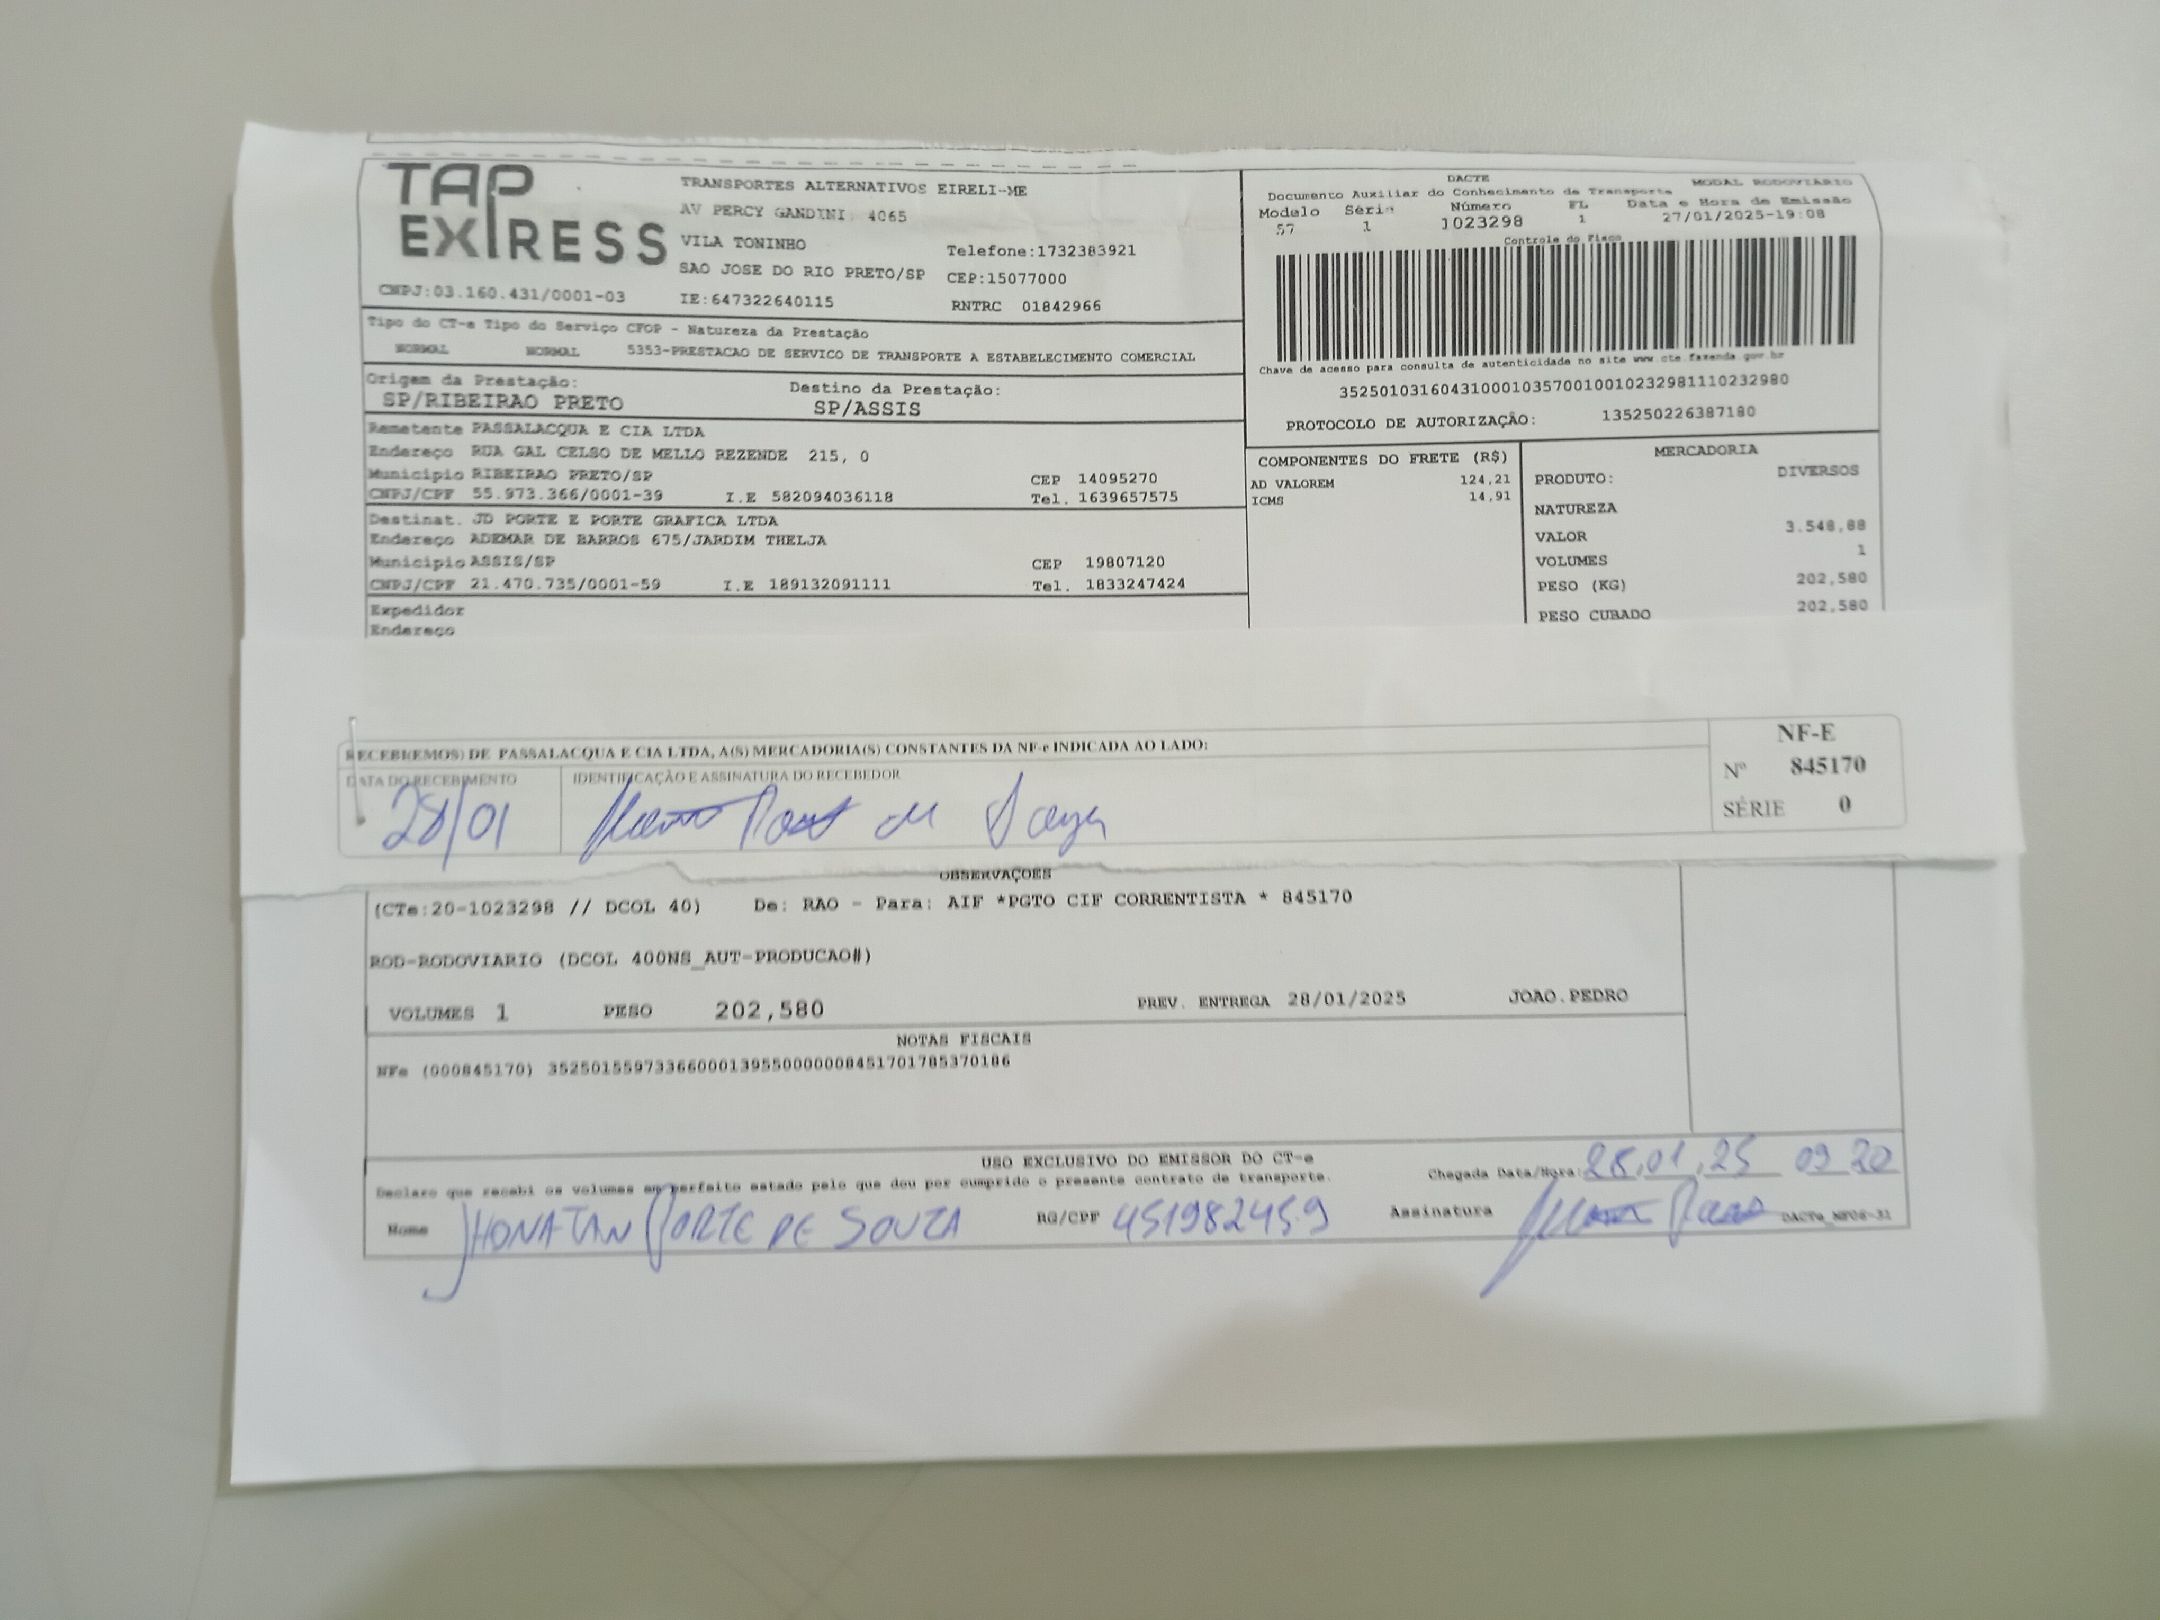 TAP EXPRESS
TRANSPORTES ALTERNATIVOS EIRELI-ME
AV PERCY GANDINI 4065
VILA TONINHO Telefone:1732383921
SAO JOSE DO RIO PRETO/SP CEP:15077000
CNPJ:03.160.431/0001-03 IE:647322640115 RNTRC 01842966
DACTE MODAL RODOVIÁRIO
Documento Auxiliar do Conhecimento de Transporte
Modelo Série Número FL Data e Hora de Emissão
57 1 1023298 1 27/01/2025-19:08
Controle do Fisco
Chave de acesso para consulta de autenticidade no site www.cte.fazenda.gov.br
35250103160431000103570010010232981110232980
PROTOCOLO DE AUTORIZAÇÃO: 135250226387180
Tipo do CT-e Tipo do Serviço CFOP - Natureza da Prestação
NORMAL NORMAL 5353-PRESTACAO DE SERVICO DE TRANSPORTE A ESTABELECIMENTO COMERCIAL
Origem da Prestação: Destino da Prestação:
SP/RIBEIRAO PRETO SP/ASSIS
Remetente PASSALACQUA E CIA LTDA
Endereço RUA GAL CELSO DE MELLO REZENDE 215, 0
Municipio RIBEIRAO PRETO/SP CEP 14095270
CNPJ/CPF 55.973.366/0001-39 I.E 582094036118 Tel. 1639657575
Destinat. JD PORTE E PORTE GRAFICA LTDA
Endereço ADEMAR DE BARROS 675/JARDIM THELJA
Municipio ASSIS/SP CEP 19807120
CNPJ/CPF 21.470.735/0001-59 I.E 189132091111 Tel. 1833247424
Expedidor
Endereço
COMPONENTES DO FRETE (R$)
AD VALOREM 124,21
ICMS 14,91
MERCADORIA
PRODUTO: DIVERSOS
NATUREZA
VALOR 3.548,88
VOLUMES 1
PESO (KG) 202,580
PESO CUBADO 202,580
RECEBEMOS) DE PASSALACQUA E CIA LTDA, A(S) MERCADORIA(S) CONSTANTES DA NF-e INDICADA AO LADO:
DATA DO RECEBIMENTO IDENTIFICAÇÃO E ASSINATURA DO RECEBEDOR
28/01
NF-E
Nº 845170
SÉRIE 0
OBSERVAÇOES
(CTe:20-1023298 // DCOL 40) De: RAO - Para: AIF *PGTO CIF CORRENTISTA * 845170
ROD-RODOVIARIO (DCOL 400NS_AUT-PRODUCAO#)
VOLUMES 1 PESO 202,580 PREV. ENTREGA 28/01/2025 JOAO.PEDRO
NOTAS FISCAIS
NFe (000845170) 35250155973366000139550000008451701785370186
USO EXCLUSIVO DO EMISSOR DO CT-e
Declaro que recebi os volumes em perfeito estado pelo que dou por cumprido o presente contrato de transporte. Chegada Data/Hora: 28.01.25 09 20
Nome JHONATAN PORTE DE SOUZA RG/CPF 451982459 Assinatura